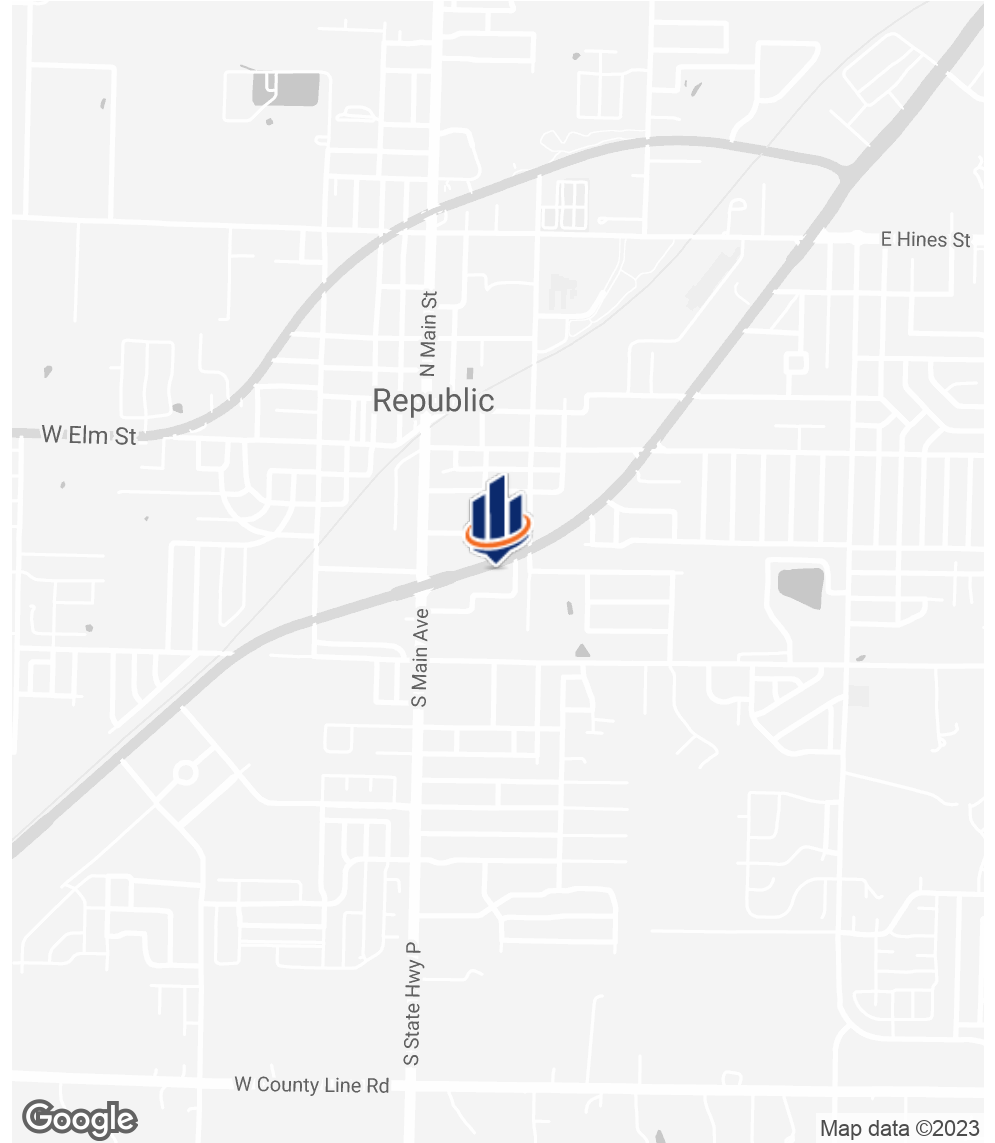 E Hines St
N Main St
Republic
W Elm St
S Main Ave
S State Hwy P
W County Line Rd
Google
Map data ©2023